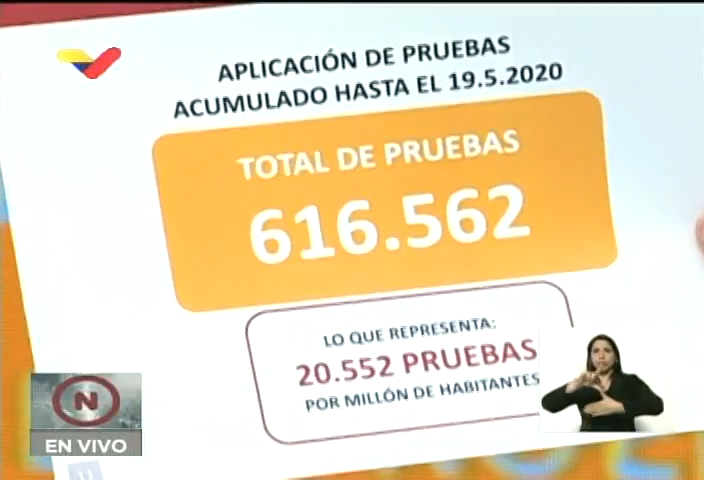 APLICACIÓN DE PRUEBAS
ACUMULADO HASTA EL 19.5.2020
TOTAL DE PRUEBAS
616.562
LO QUE REPRESENTA:
20.552 PRUEBAS
POR MILLÓN DE HABITANTES
N
EN VIVO